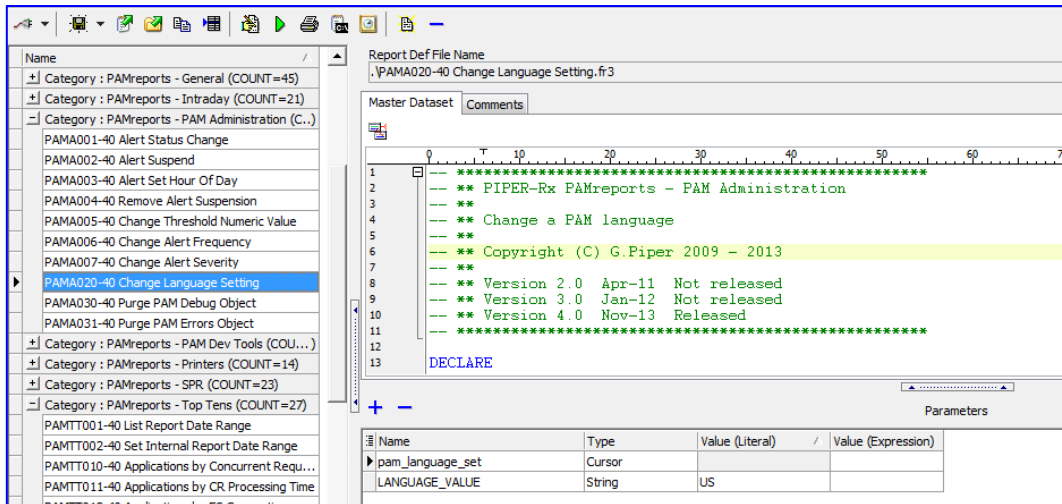 Name
Category : PAMreports - General (COUNT=45)
Category : PAMreports - Intraday (COUNT=21)
Category : PAMreports - PAM Administration (C..)
PAMA001-40 Alert Status Change
PAMA002-40 Alert Suspend
PAMA003-40 Alert Set Hour Of Day
PAMA004-40 Remove Alert Suspension
PAMA005-40 Change Threshold Numeric Value
PAMA006-40 Change Alert Frequency
PAMA007-40 Change Alert Severity
PAMA020-40 Change Language Setting
PAMA030-40 Purge PAM Debug Object
PAMA031-40 Purge PAM Errors Object
Category : PAMreports - PAM Dev Tools (COU...)
Category : PAMreports - Printers (COUNT=14)
Category : PAMreports - SPR (COUNT=23)
Category : PAMreports - Top Tens (COUNT=27)
PAMTT001-40 List Report Date Range
PAMTT002-40 Set Internal Report Date Range
PAMTT010-40 Applications by Concurrent Requ...
PAMTT011-40 Applications by CR Processing Time
Report Def File Name
.\PAMA020-40 Change Language Setting.fr3
Master Dataset Comments
0 10 20 30 40 50 60 7
1 -- ****************************************************
2 -- ** PIPER-Rx PAMreports - PAM Administration
3 -- **
4 -- ** Change a PAM language
5 -- **
6 -- ** Copyright (C) G.Piper 2009 - 2013
7 -- **
8 -- ** Version 2.0 Apr-11 Not released
9 -- ** Version 3.0 Jan-12 Not released
10 -- ** Version 4.0 Nov-13 Released
11 -- ****************************************************
12
13 DECLARE
Parameters
Name Type Value (Literal) Value (Expression)
pam_language_set Cursor
LANGUAGE_VALUE String US